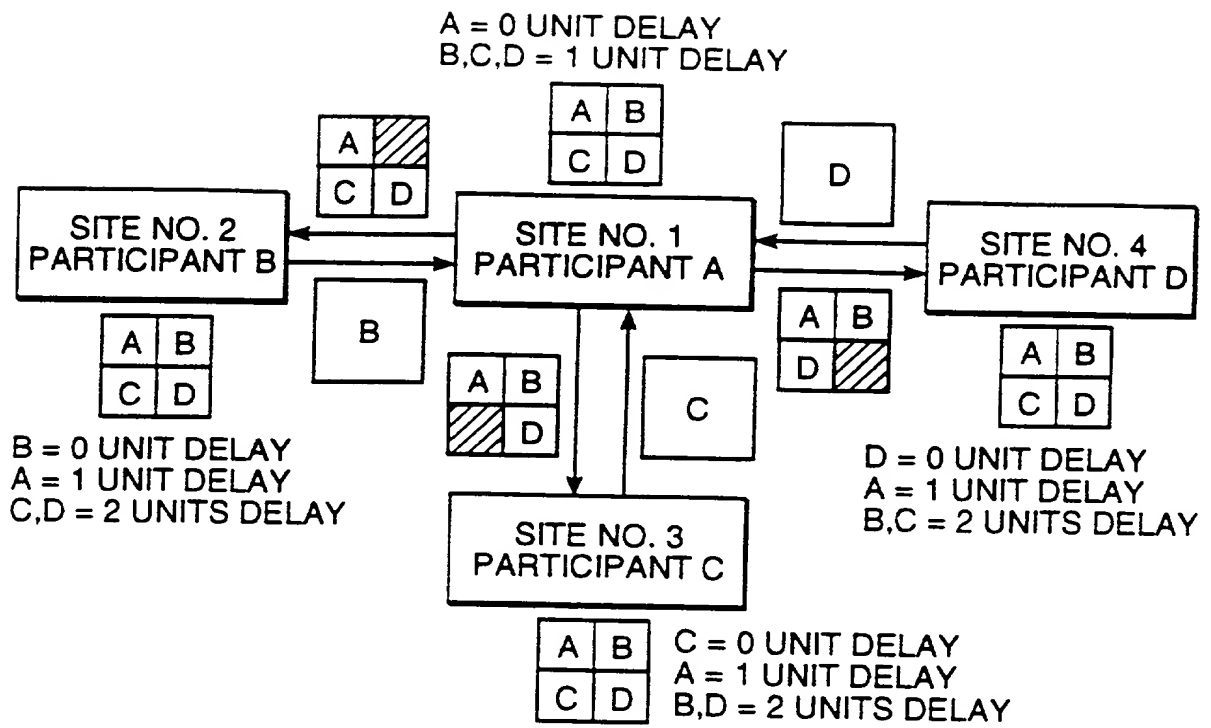 A = 0 UNIT DELAY
B,C,D = 1 UNIT DELAY
A B
C D
A
C D
D
SITE NO. 2
PARTICIPANT B
SITE NO. 1
PARTICIPANT A
SITE NO. 4
PARTICIPANT D
A B
C D
B
A B
D
C
A B
D
A B
C D
B = 0 UNIT DELAY
A = 1 UNIT DELAY
C,D = 2 UNITS DELAY
D = 0 UNIT DELAY
A = 1 UNIT DELAY
B,C = 2 UNITS DELAY
SITE NO. 3
PARTICIPANT C
A B
C D
C = 0 UNIT DELAY
A = 1 UNIT DELAY
B,D = 2 UNITS DELAY